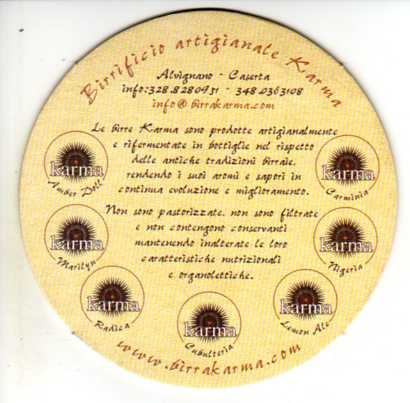 Birrificio artigianale Karma
Alvignano - Caserta
info:328.8280931 - 348.0363108
info@birrakarma.com
Le birre Karma sono prodotte artigianalmente
e rifermentate in bottiglie nel rispetto
delle antiche tradizioni birraie,
rendendo i suoi aromi e sapori in
continua evoluzione e miglioramento.
Non sono pastorizzate, non sono filtrate
e non contengono conservanti
mantenendo inalterate le loro
caratteristiche nutrizionali
e organolettiche.
karma
Amber Doll
karma
Carminia
karma
Marilyn
karma
Nigeria
karma
Radica
karma
Cubulteria
karma
Lemon Ale
www.birrakarma.com